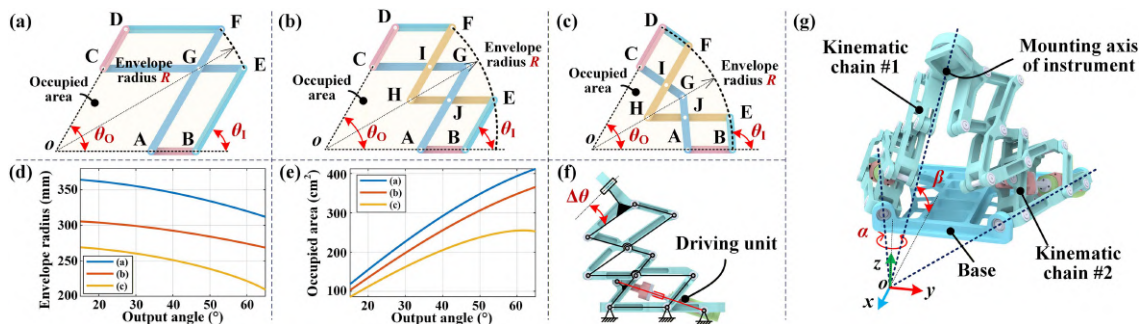 (a)
D
F
C
G
E
Envelope
radius R
Occupied
area
θO
θI
o
A
B
(b)
D
F
I
C
G
Envelope
radius R
Occupied
area
H
E
J
θO
θI
o
A
B
(c)
D
F
C
I
Envelope
radius R
G
Occupied
area
J
H
E
θO
θI
o
A
B
(d)
Envelope radius (mm)
350
300
250
200
(a)
(b)
(c)
20 30 40 50 60
Output angle (°)
(e)
Occupied area (cm²)
400
300
200
100
(a)
(b)
(c)
20 30 40 50 60
Output angle (°)
(f)
Δθ
Driving unit
(g)
Kinematic
chain #1
Mounting axis
of instrument
β
α
Kinematic
chain #2
Base
z
o
x
y